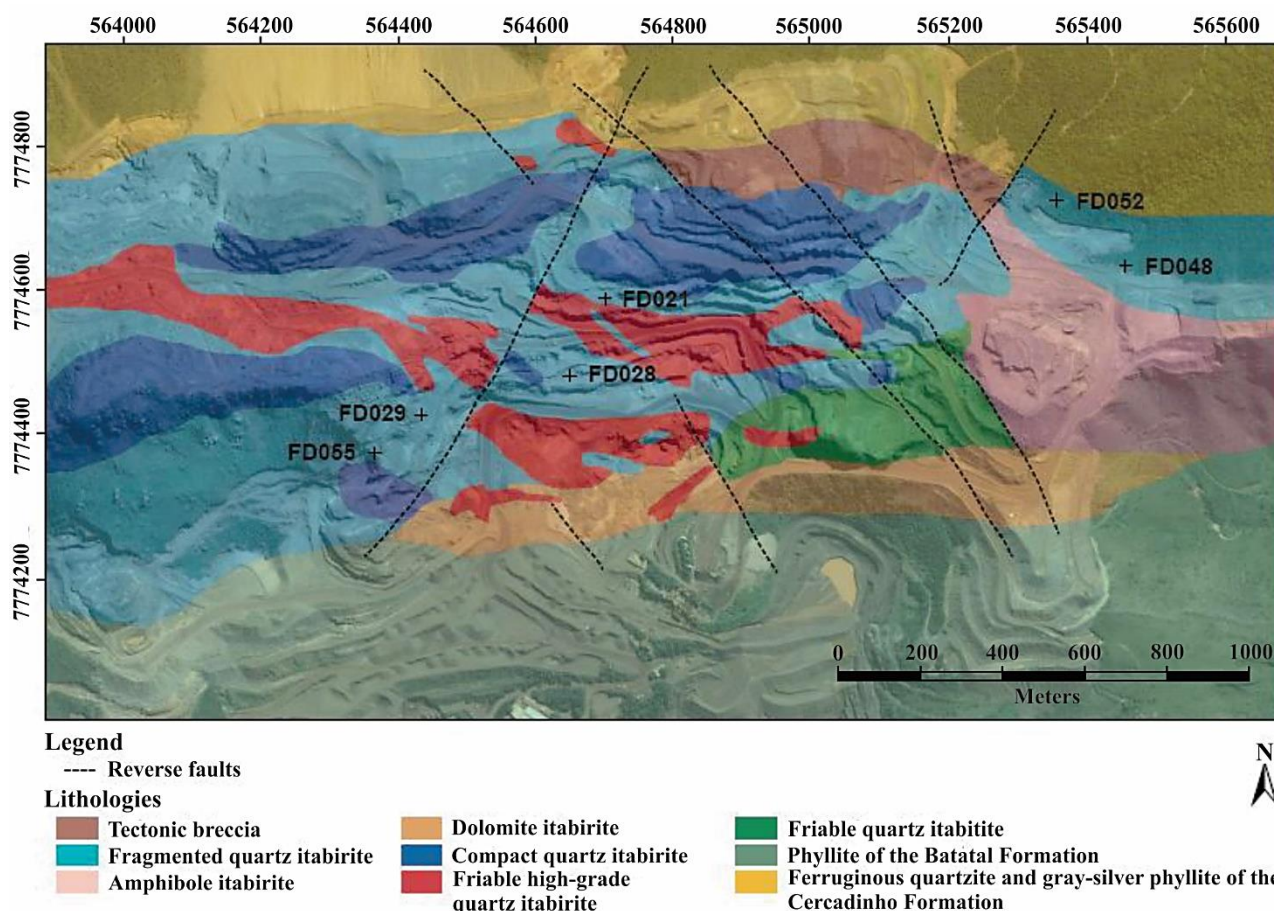 564000 564200 564400 564600 564800 565000 565200 565400 565600
7774800
7774600
7774400
7774200
FD052
FD048
FD021
FD028
FD029
FD055
0 200 400 600 800 1000
Meters
Legend
Reverse faults
N
Lithologies
Tectonic breccia
Fragmented quartz itabirite
Amphibole itabirite
Dolomite itabirite
Compact quartz itabirite
Friable high-grade
quartz itabirite
Friable quartz itabitite
Phyllite of the Batatal Formation
Ferruginous quartzite and gray-silver phyllite of the
Cercadinho Formation